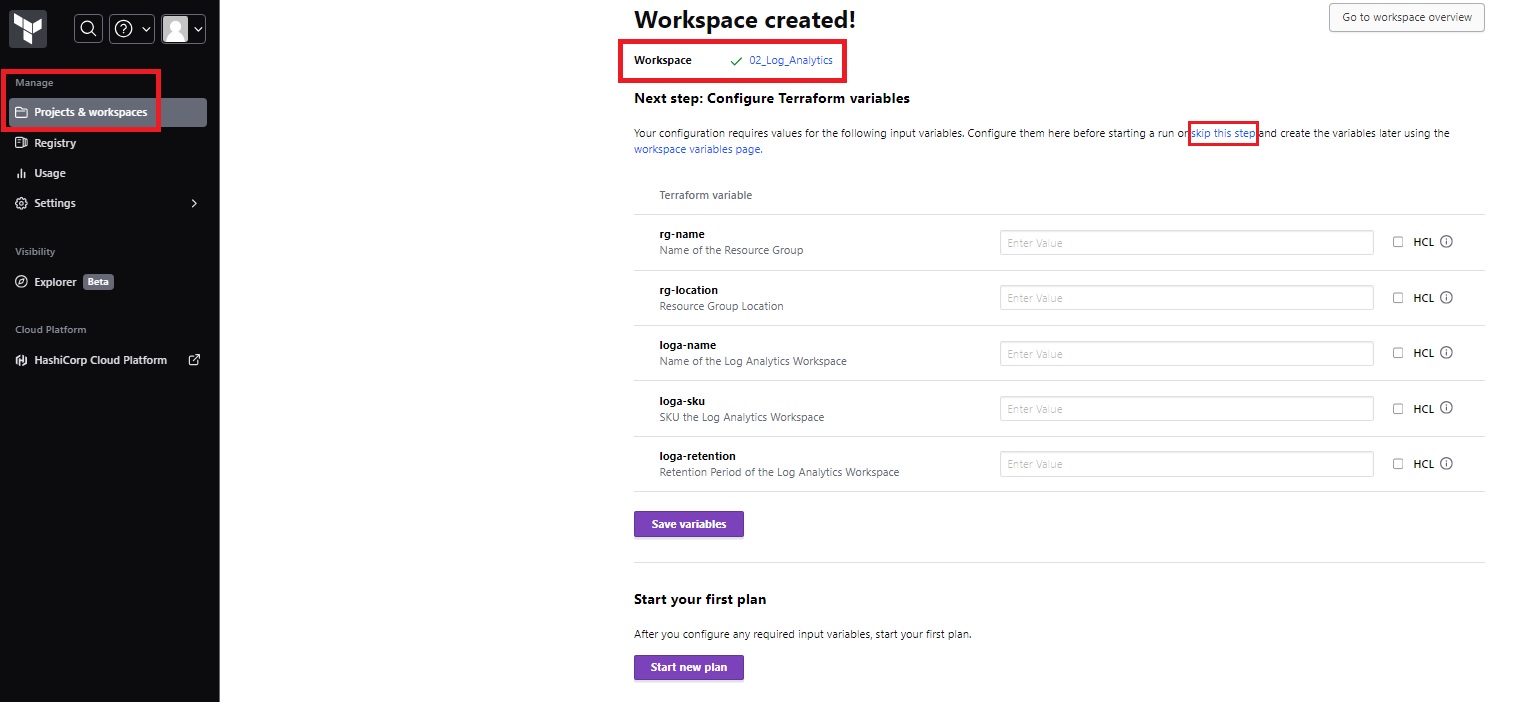 Manage
Projects & workspaces
Registry
Usage
Settings
Visibility
Explorer Beta
Cloud Platform
HashiCorp Cloud Platform
Workspace created!
Go to workspace overview
Workspace 02_Log_Analytics
Next step: Configure Terraform variables
Your configuration requires values for the following input variables. Configure them here before starting a run or skip this step and create the variables later using the
workspace variables page.
Terraform variable
rg-name
Name of the Resource Group
Enter Value
HCL
rg-location
Resource Group Location
Enter Value
HCL
loga-name
Name of the Log Analytics Workspace
Enter Value
HCL
loga-sku
SKU the Log Analytics Workspace
Enter Value
HCL
loga-retention
Retention Period of the Log Analytics Workspace
Enter Value
HCL
Save variables
Start your first plan
After you configure any required input variables, start your first plan.
Start new plan